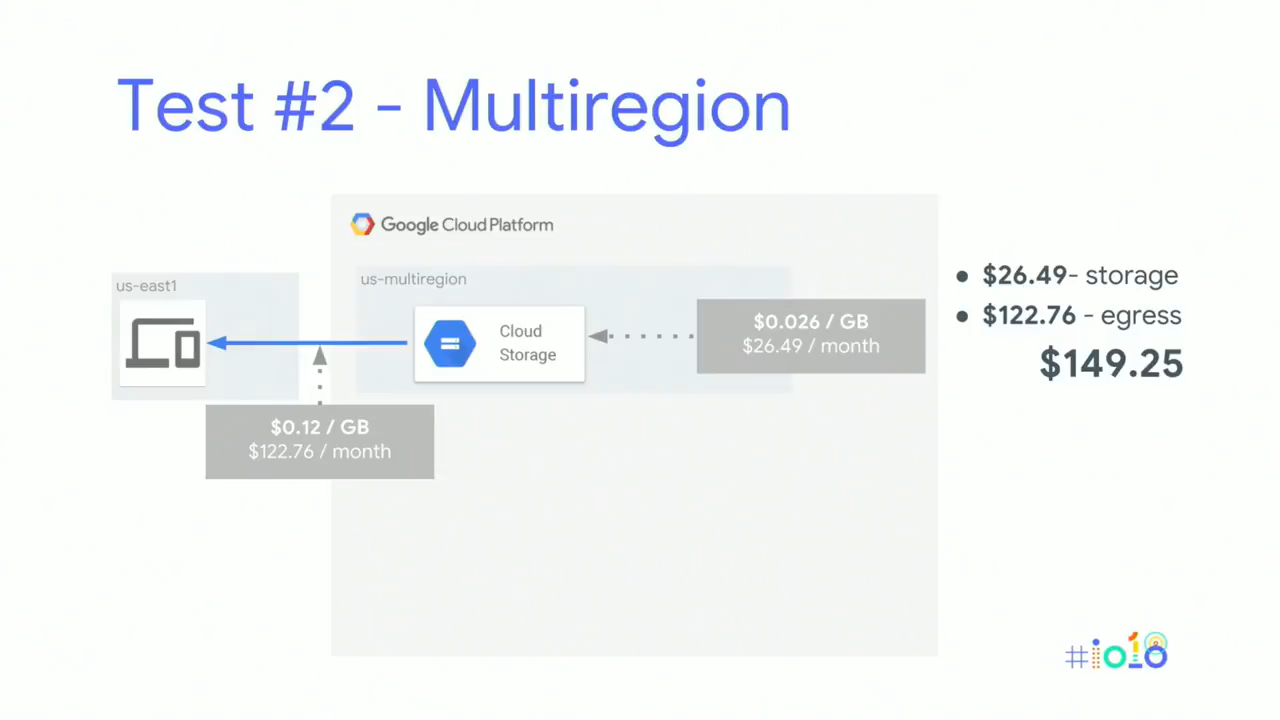 Test #2 - Multiregion
Google Cloud Platform
us-east1
us-multiregion
Cloud
Storage
$0.026 / GB
$26.49 / month
$0.12 / GB
$122.76 / month
● $26.49- storage
● $122.76 - egress
$149.25
#io18